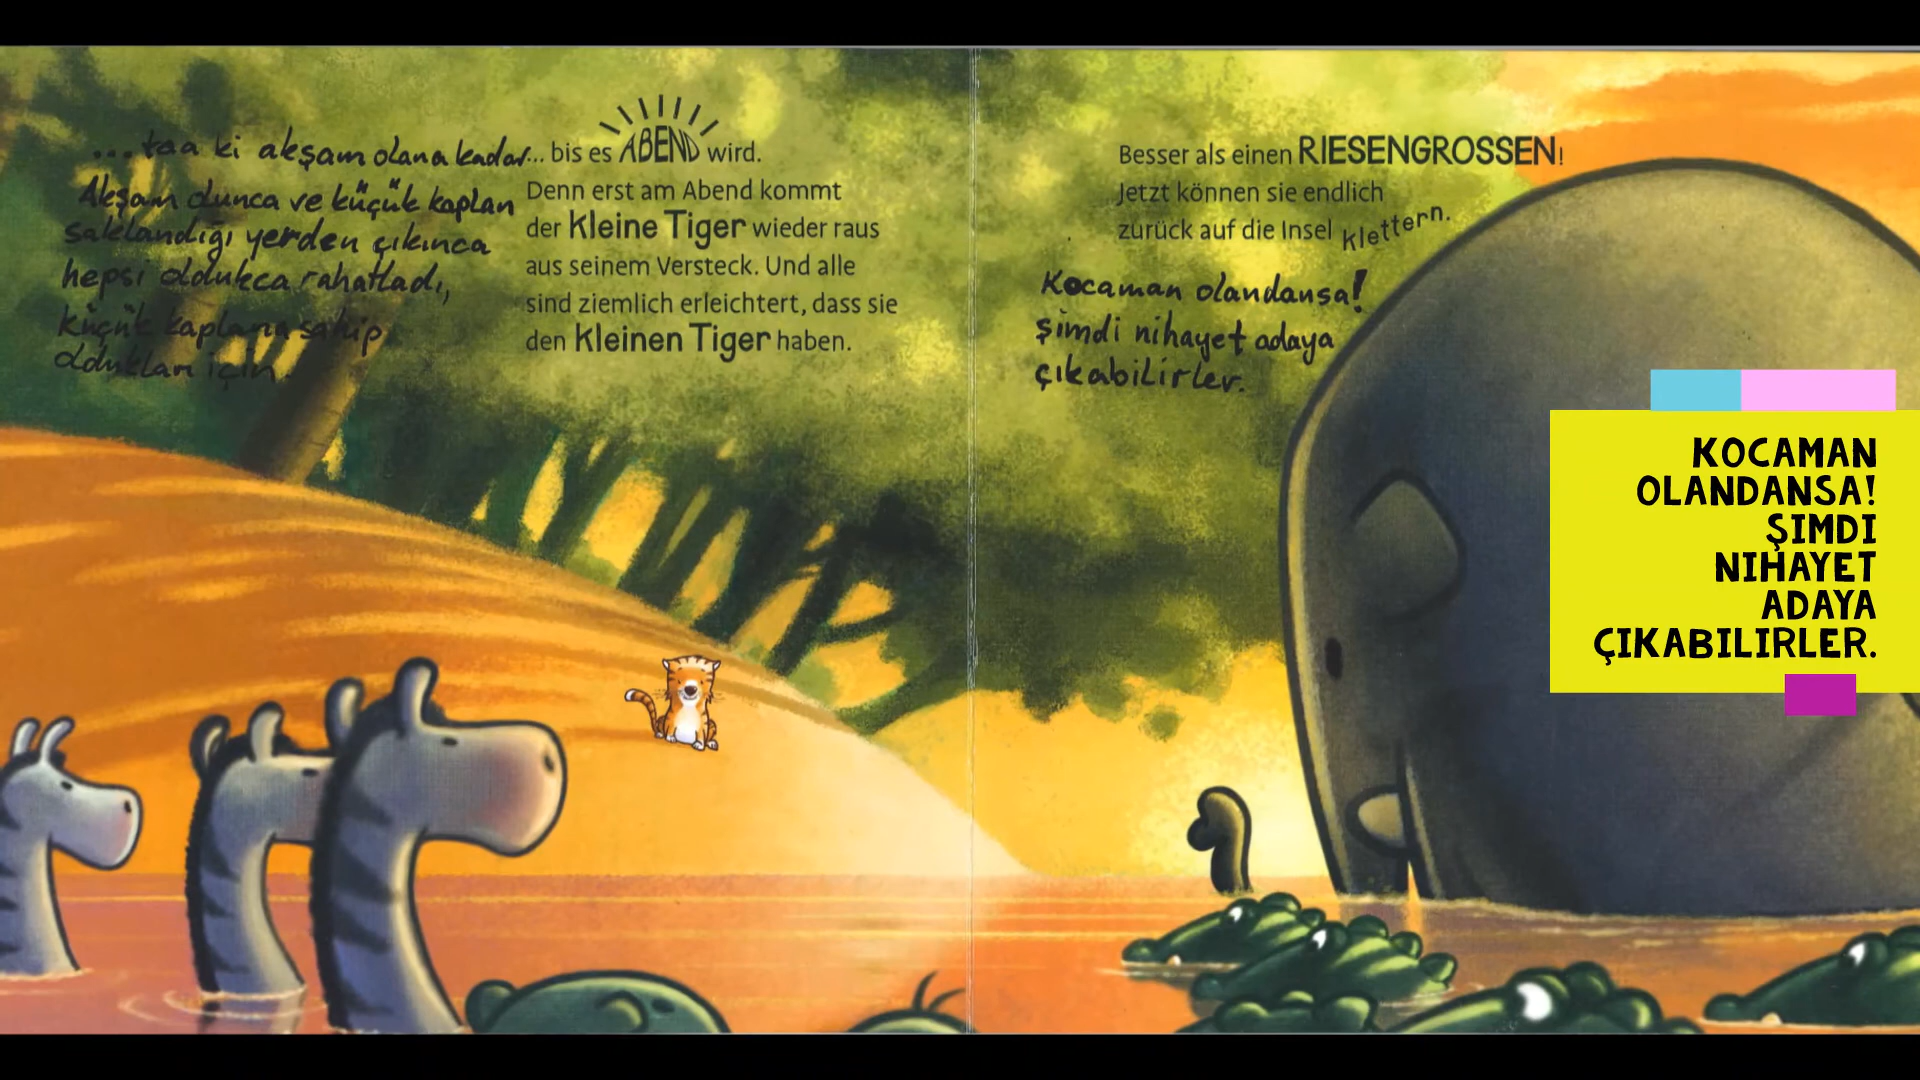 ...taa ki akşam olana kadar
Akşam olunca ve küçük kaplan
saklandığı yerden çıkınca
hepsi oldukca rahatladı,
küçük kaplana sahip
oldukları için.
... bis es ABEND wird.
Denn erst am Abend kommt
der kleine Tiger wieder raus
aus seinem Versteck. Und alle
sind ziemlich erleichtert, dass sie
den kleinen Tiger haben.
Besser als einen RIESENGROSSEN!
Jetzt können sie endlich
zurück auf die Insel klettern.
Kocaman olandansa!
şimdi nihayet adaya
çıkabilirler.
KOCAMAN
OLANDANSA!
ŞIMDI
NIHAYET
ADAYA
ÇIKABILIRLER.